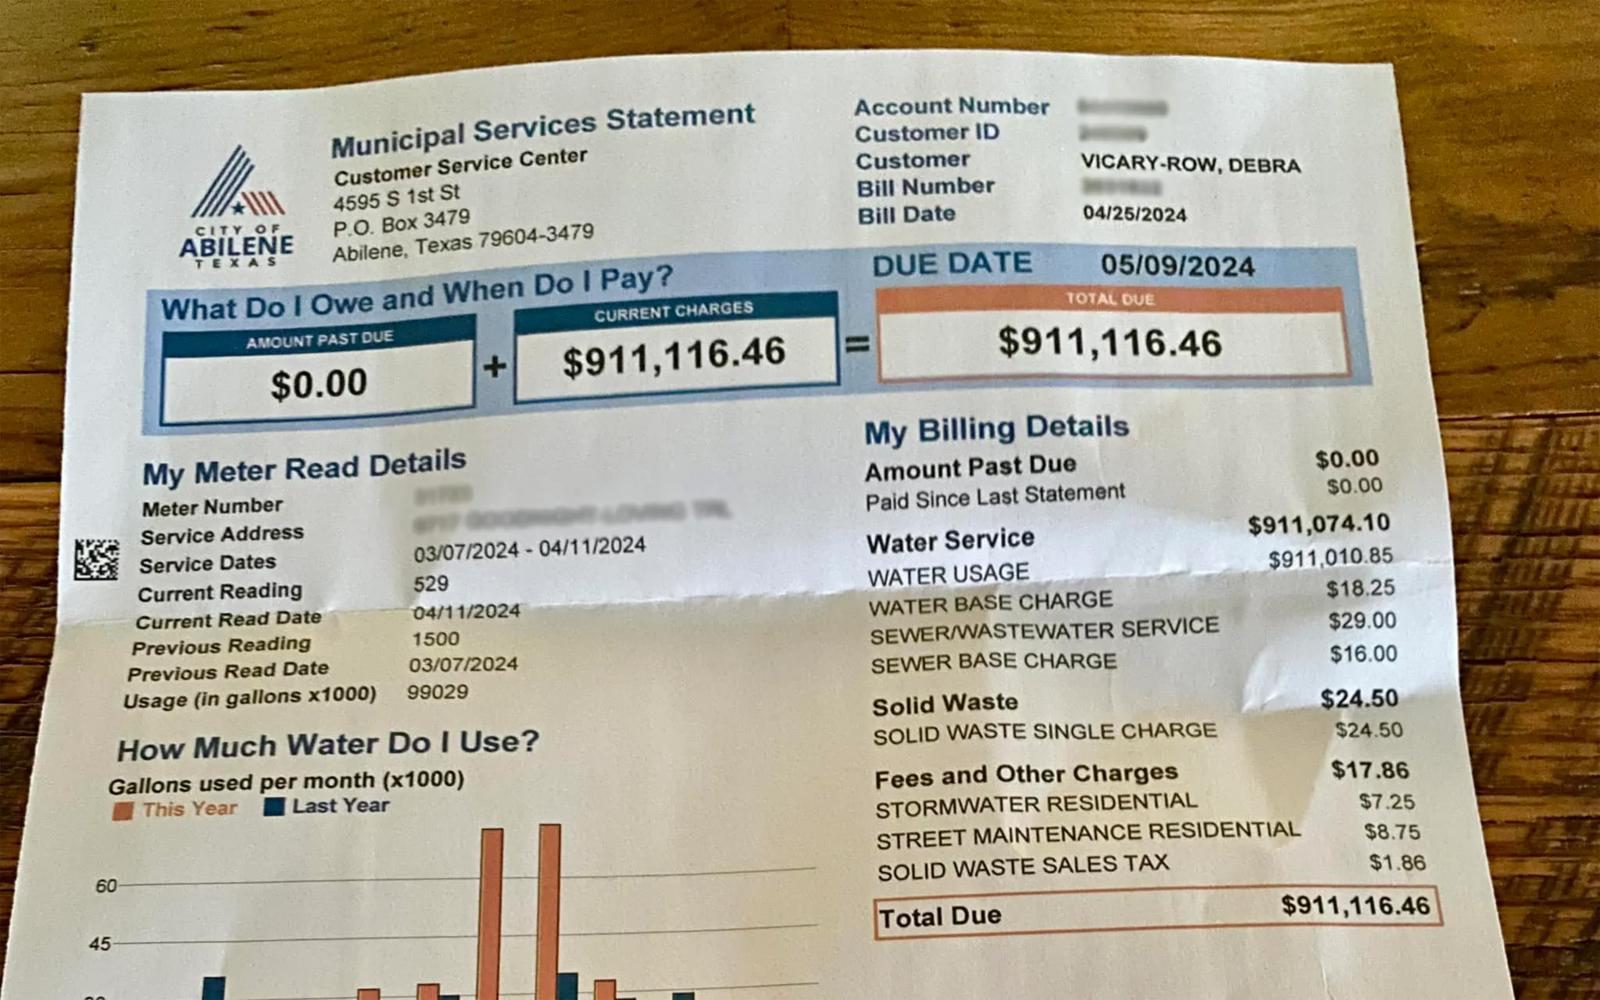 CITY OF
ABILENE
TEXAS
Municipal Services Statement
Customer Service Center
4595 S 1st St
P.O. Box 3479
Abilene, Texas 79604-3479
Account Number
Customer ID
Customer VICARY-ROW, DEBRA
Bill Number
Bill Date 04/25/2024
What Do I Owe and When Do I Pay?
DUE DATE 05/09/2024
AMOUNT PAST DUE
$0.00
+
CURRENT CHARGES
$911,116.46
=
TOTAL DUE
$911,116.46
My Meter Read Details
Meter Number
Service Address
Service Dates 03/07/2024 - 04/11/2024
Current Reading 529
Current Read Date 04/11/2024
Previous Reading 1500
Previous Read Date 03/07/2024
Usage (in gallons x1000) 99029
How Much Water Do I Use?
Gallons used per month (x1000)
This Year Last Year
60
45
My Billing Details
Amount Past Due $0.00
Paid Since Last Statement $0.00
Water Service $911,074.10
WATER USAGE $911,010.85
WATER BASE CHARGE $18.25
SEWER/WASTEWATER SERVICE $29.00
SEWER BASE CHARGE $16.00
Solid Waste $24.50
SOLID WASTE SINGLE CHARGE $24.50
Fees and Other Charges $17.86
STORMWATER RESIDENTIAL $7.25
STREET MAINTENANCE RESIDENTIAL $8.75
SOLID WASTE SALES TAX $1.86
Total Due $911,116.46